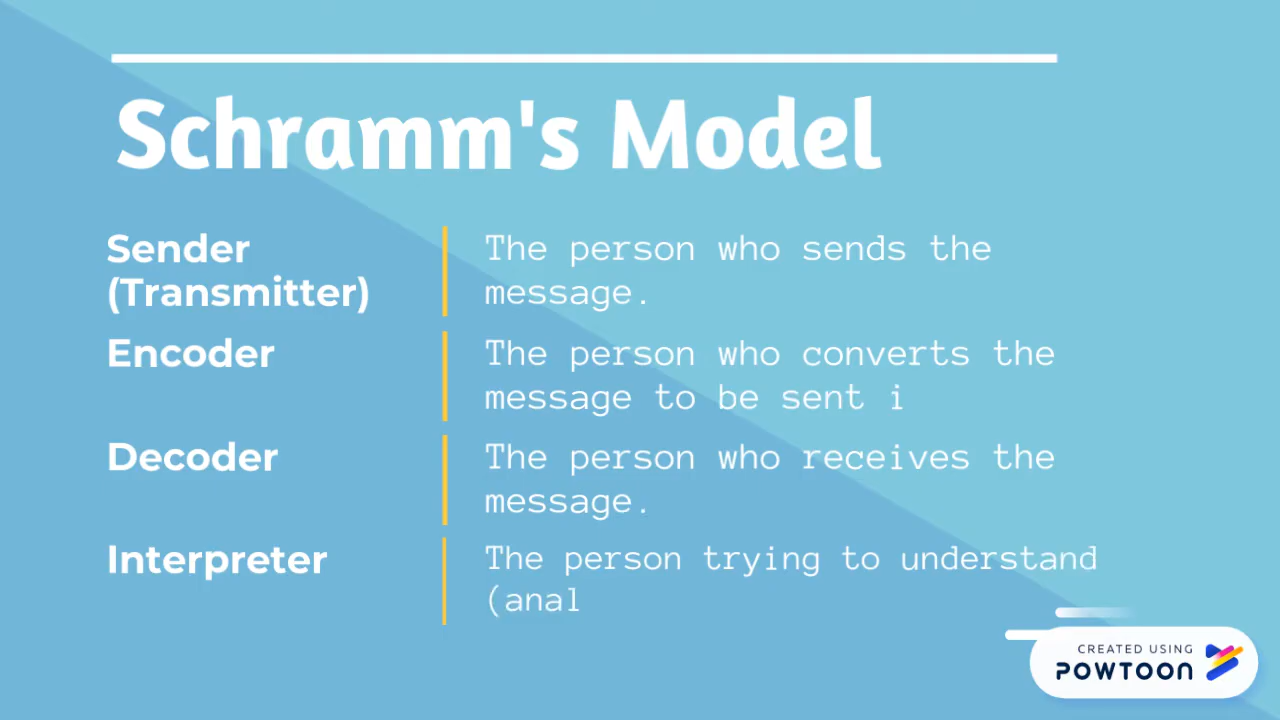 Schramm's Model
Sender
(Transmitter)
The person who sends the
message.
Encoder
The person who converts the
message to be sent i
Decoder
The person who receives the
message.
Interpreter
The person trying to understand
(anal
CREATED USING
POWTOON